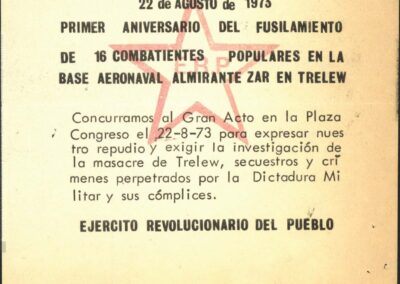 22 de AGOSTO de 1973
PRIMER ANIVERSARIO DEL FUSILAMIENTO
DE 16 COMBATIENTES POPULARES EN LA
BASE AERONAVAL ALMIRANTE ZAR EN TRELEW
ERP
Concurramos al Gran Acto en la Plaza
Congreso el 22-8-73 para expresar nues
tro repudio y exigir la investigación de
la masacre de Trelew, secuestros y crí
menes perpetrados por la Dictadura Mi
litar y sus cómplices.
EJERCITO REVOLUCIONARIO DEL PUEBLO